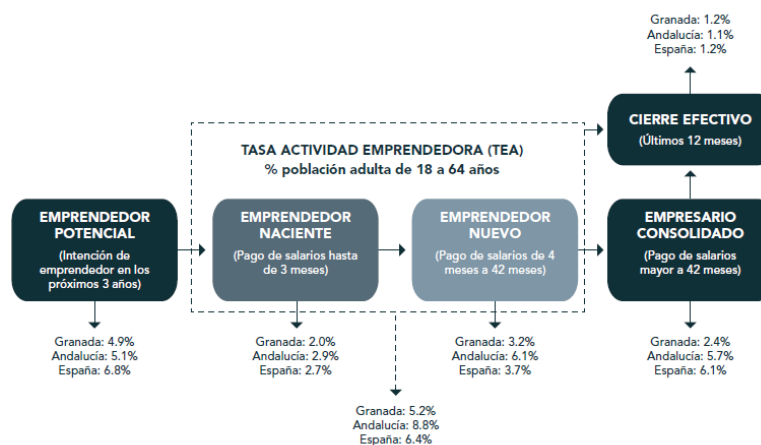 Granada: 1.2%
Andalucía: 1.1%
España: 1.2%
CIERRE EFECTIVO
(Últimos 12 meses)
TASA ACTIVIDAD EMPRENDEDORA (TEA)
% población adulta de 18 a 64 años
EMPRENDEDOR
POTENCIAL
(Intención de
emprendedor en los
próximos 3 años)
EMPRENDEDOR
NACIENTE
(Pago de salarios hasta
de 3 meses)
EMPRENDEDOR
NUEVO
(Pago de salarios de 4
meses a 42 meses)
EMPRESARIO
CONSOLIDADO
(Pago de salarios
mayor a 42 meses)
Granada: 4.9%
Andalucía: 5.1%
España: 6.8%
Granada: 2.0%
Andalucía: 2.9%
España: 2.7%
Granada: 3.2%
Andalucía: 6.1%
España: 3.7%
Granada: 2.4%
Andalucía: 5.7%
España: 6.1%
Granada: 5.2%
Andalucía: 8.8%
España: 6.4%